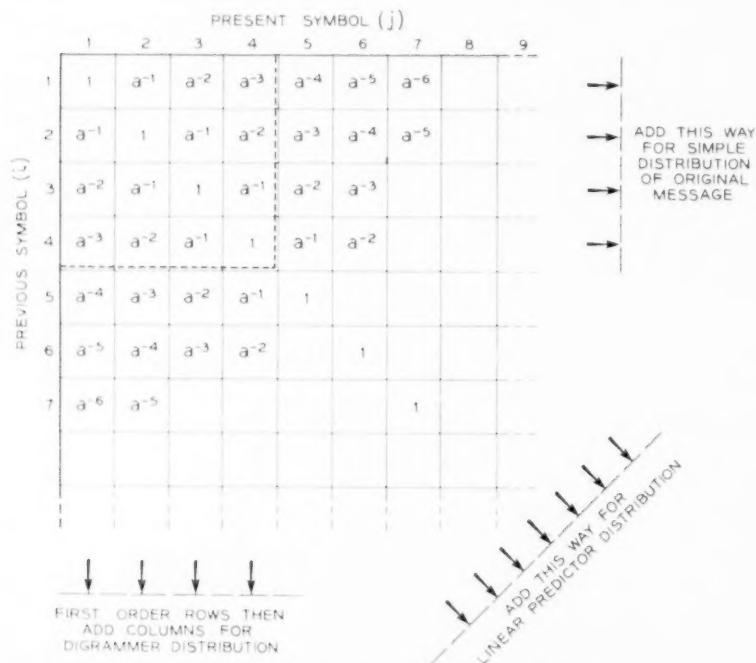 PRESENT SYMBOL (j)
1 2 3 4 5 6 7 8 9
PREVIOUS SYMBOL (i)
1 1 a⁻¹ a⁻² a⁻³ a⁻⁴ a⁻⁵ a⁻⁶
2 a⁻¹ 1 a⁻¹ a⁻² a⁻³ a⁻⁴ a⁻⁵
3 a⁻² a⁻¹ 1 a⁻¹ a⁻² a⁻³
4 a⁻³ a⁻² a⁻¹ 1 a⁻¹ a⁻²
5 a⁻⁴ a⁻³ a⁻² a⁻¹ 1
6 a⁻⁵ a⁻⁴ a⁻³ a⁻² 1
7 a⁻⁶ a⁻⁵ 1
ADD THIS WAY
FOR SIMPLE
DISTRIBUTION
OF ORIGINAL
MESSAGE
ADD THIS WAY FOR
LINEAR PREDICTOR DISTRIBUTION
FIRST ORDER ROWS THEN
ADD COLUMNS FOR
DIGRAMMER DISTRIBUTION